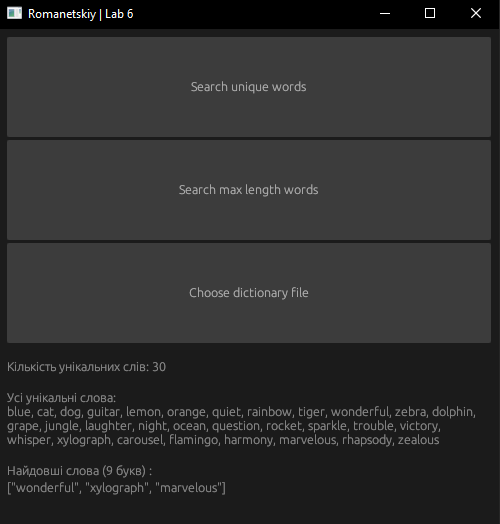 Romanetskiy | Lab 6
Search unique words
Search max length words
Choose dictionary file
Кількість унікальних слів: 30
Усі унікальні слова:
blue, cat, dog, guitar, lemon, orange, quiet, rainbow, tiger, wonderful, zebra, dolphin,
grape, jungle, laughter, night, ocean, question, rocket, sparkle, trouble, victory,
whisper, xylograph, carousel, flamingo, harmony, marvelous, rhapsody, zealous
Найдовші слова (9 букв) :
["wonderful", "xylograph", "marvelous"]